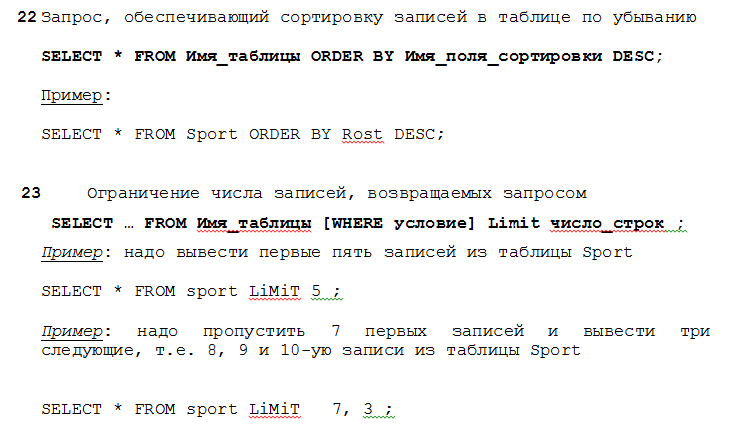 22 Запрос, обеспечивающий сортировку записей в таблице по убыванию
SELECT * FROM Имя_таблицы ORDER BY Имя_поля_сортировки DESC;
Пример:
SELECT * FROM Sport ORDER BY Rost DESC;
23 Ограничение числа записей, возвращаемых запросом
SELECT … FROM Имя_таблицы [WHERE условие] Limit число_строк ;
Пример: надо вывести первые пять записей из таблицы Sport
SELECT * FROM sport LiMiT 5 ;
Пример: надо пропустить 7 первых записей и вывести три
следующие, т.е. 8, 9 и 10-ую записи из таблицы Sport
SELECT * FROM sport LiMiT 7, 3 ;